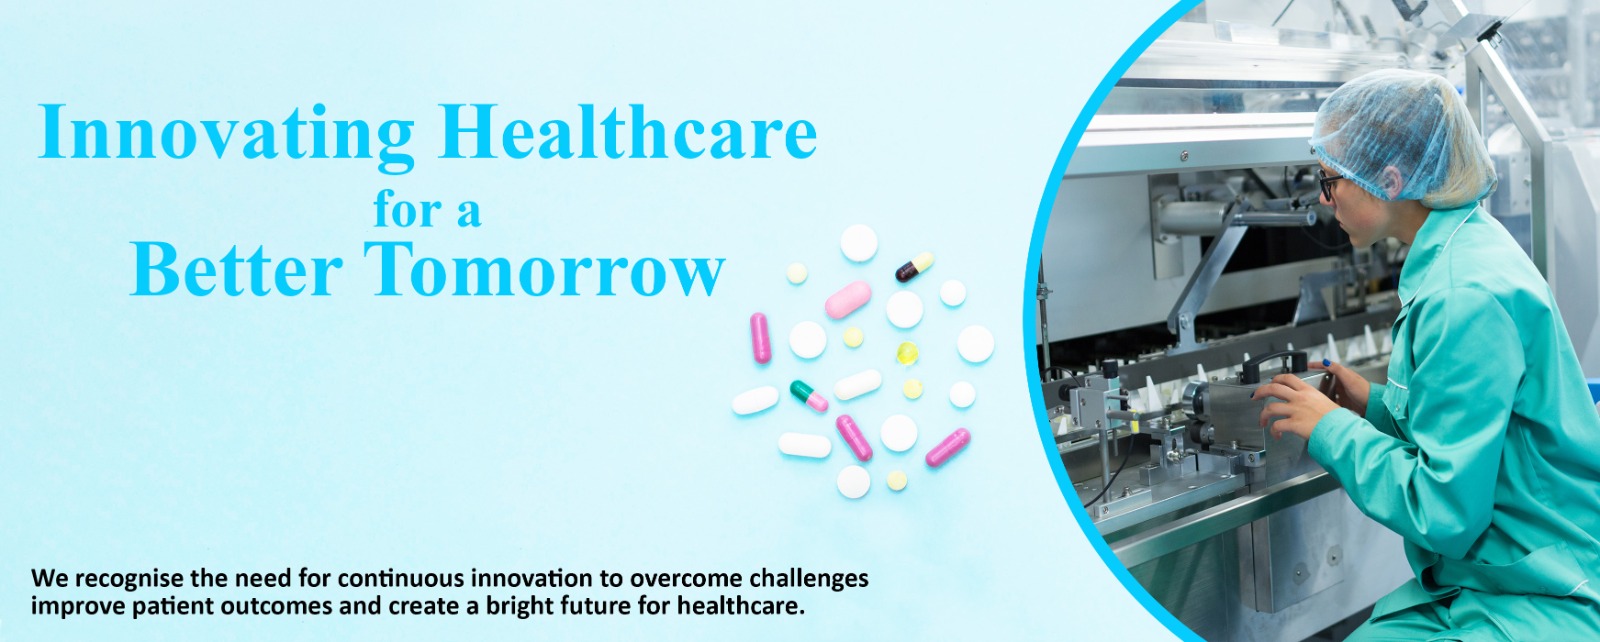 Innovating Healthcare
for a
Better Tomorrow
We recognise the need for continuous innovation to overcome challenges
improve patient outcomes and create a bright future for healthcare.